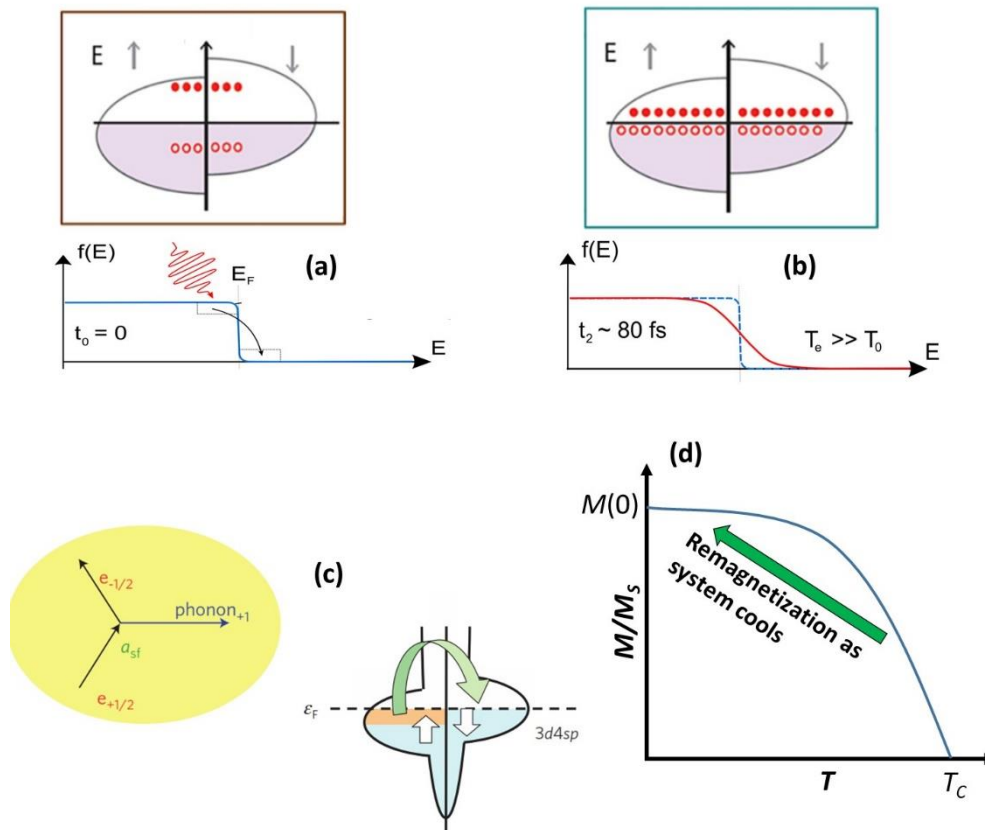 E ↑ ↓
f(E)
(a)
E_F
t₀ = 0
E
E ↑ ↓
f(E)
(b)
t₂ ~ 80 fs
Tₑ >> T₀
E
e-1/2
phonon+1
a_sf
e+1/2
(c)
ε_F
3d4sp
(d)
M(0)
M/M_s
Remagnetization as
system cools
T
T_C